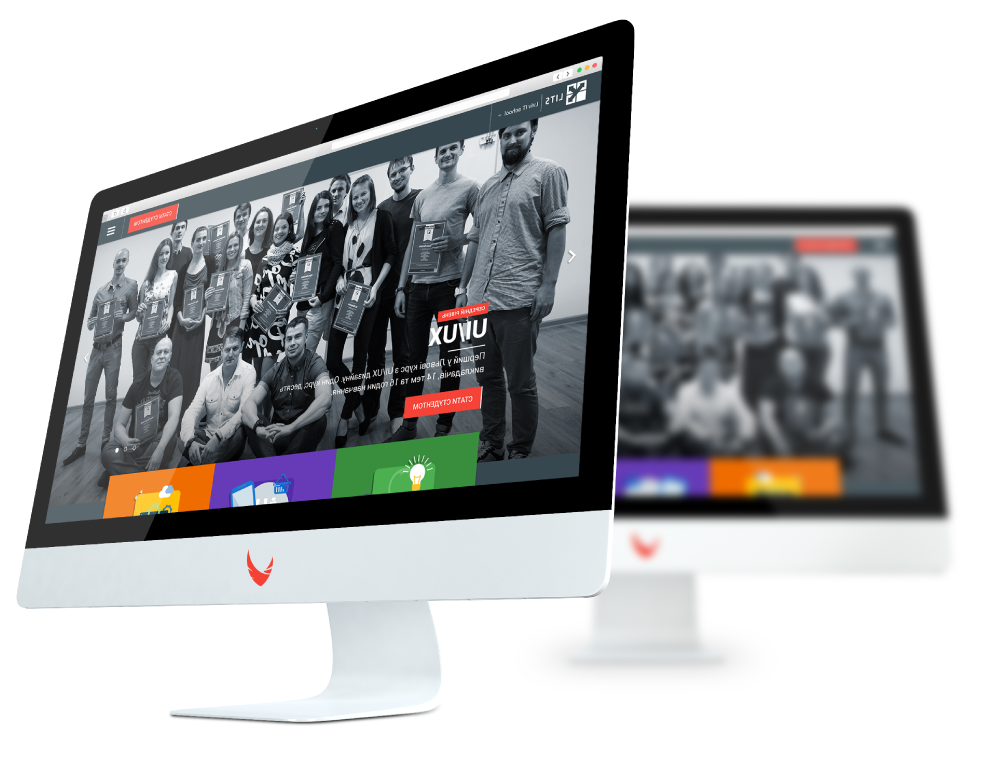 LITS
Lviv IT school
СТАТИ СТУДЕНТОМ
СЕРЕДНІЙ РІВЕНЬ
UI/UX
Перший у Львові курс з UI/UX дизайну. Один курс, десять
викладачів, 14 тем та 16 годин навчання.
СТАТИ СТУДЕНТОМ